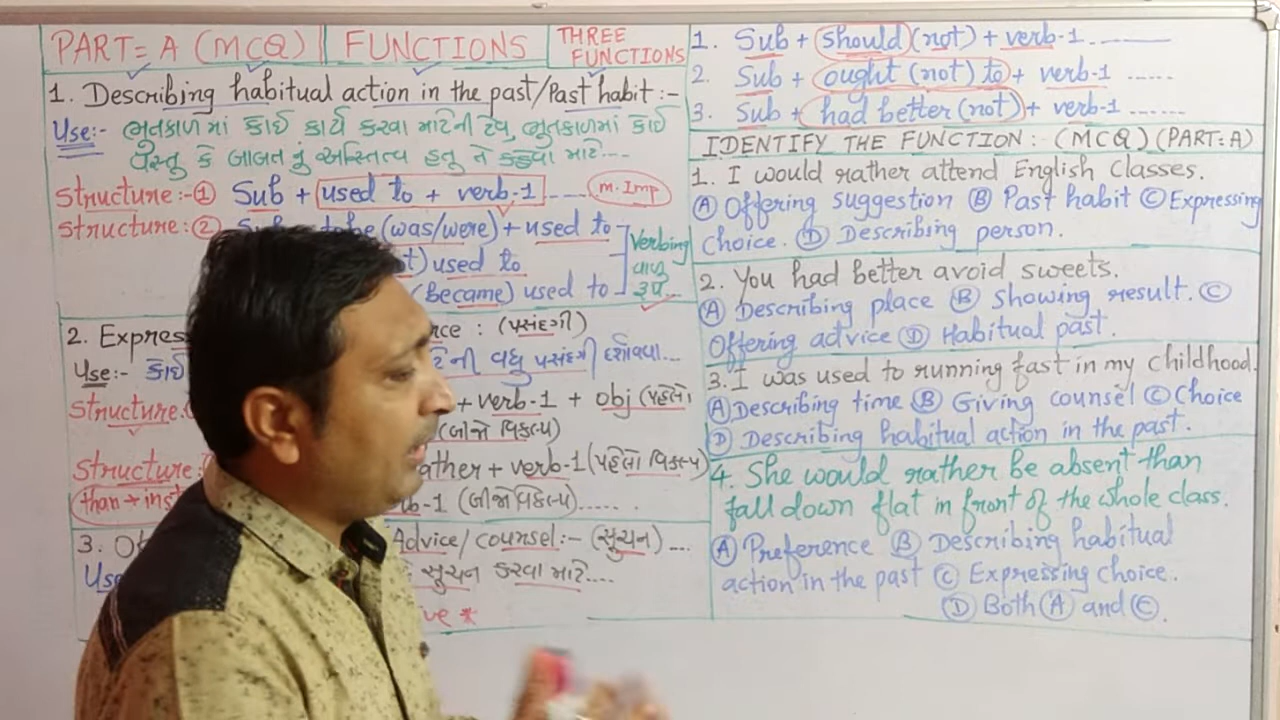 PART= A (MCQ) || FUNCTIONS
THREE FUNCTIONS
1. Describing habitual action in the past/Past habit :-
Use:- ભુતકાળ માં કોઈ કાર્ય કરવા માટેની ટેવ, ભુતકાળમાં કોઈ
વસ્તુ કે બાબત નું અસ્તિત્વ હતુ તે કહેવા માટે....
Structure:-① Sub + used to + verb-1 ...... m. Imp
Structure:② to be (was/were) + used to
used to
(Became) used to
Verbing
વાળુ
રૂપ...
2. Expres : (પસંદગી)
Use:- કોઈ વધુ પસંદગી દર્શાવવા...
Structure: + verb-1 + obj (પહેલો
(બીજો વિકલ્પ)
Structure: + verb-1 (પહેલો વિકલ્પ)
than → -1 (બીજો વિકલ્પ)...... .
3. Advice/counsel:- (સૂચન) ...
Use સૂચન કરવા માટે....
1. Sub + should (not) + verb-1 ............
2. Sub + ought (not) to + verb-1 ......
3. Sub + had better (not) + verb-1 .......
IDENTIFY THE FUNCTION : (MCQ) (PART:A)
1. I would rather attend English Classes.
Ⓐ Offering suggestion Ⓑ Past habit Ⓒ Expressing
choice. Ⓓ Describing person.
2. You had better avoid sweets.
Ⓐ Describing place Ⓑ Showing result. Ⓒ
Offering advice Ⓓ Habitual past.
3. I was used to running fast in my childhood.
Ⓐ Describing time Ⓑ Giving counsel Ⓒ Choice
Ⓓ Describing habitual action in the past.
4. She would rather be absent than
fall down flat in front of the whole class.
Ⓐ Preference Ⓑ Describing habitual
action in the past Ⓒ Expressing Choice.
Ⓓ Both Ⓐ and Ⓒ.